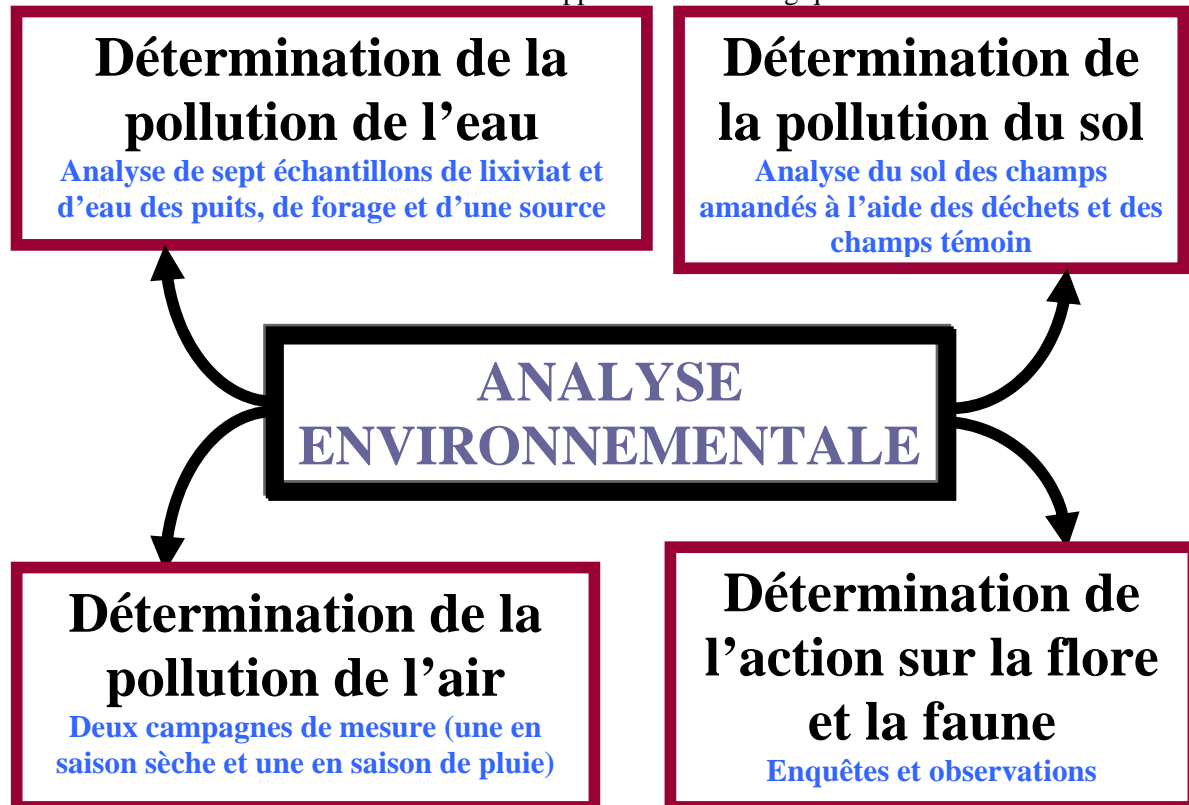 Détermination de la
pollution de l’eau
Analyse de sept échantillons de lixiviat et
d’eau des puits, de forage et d’une source
Détermination de
la pollution du sol
Analyse du sol des champs
amandés à l’aide des déchets et des
champs témoin
ANALYSE
ENVIRONNEMENTALE
Détermination de la
pollution de l’air
Deux campagnes de mesure (une en
saison sèche et une en saison de pluie)
Détermination de
l’action sur la flore
et la faune
Enquêtes et observations